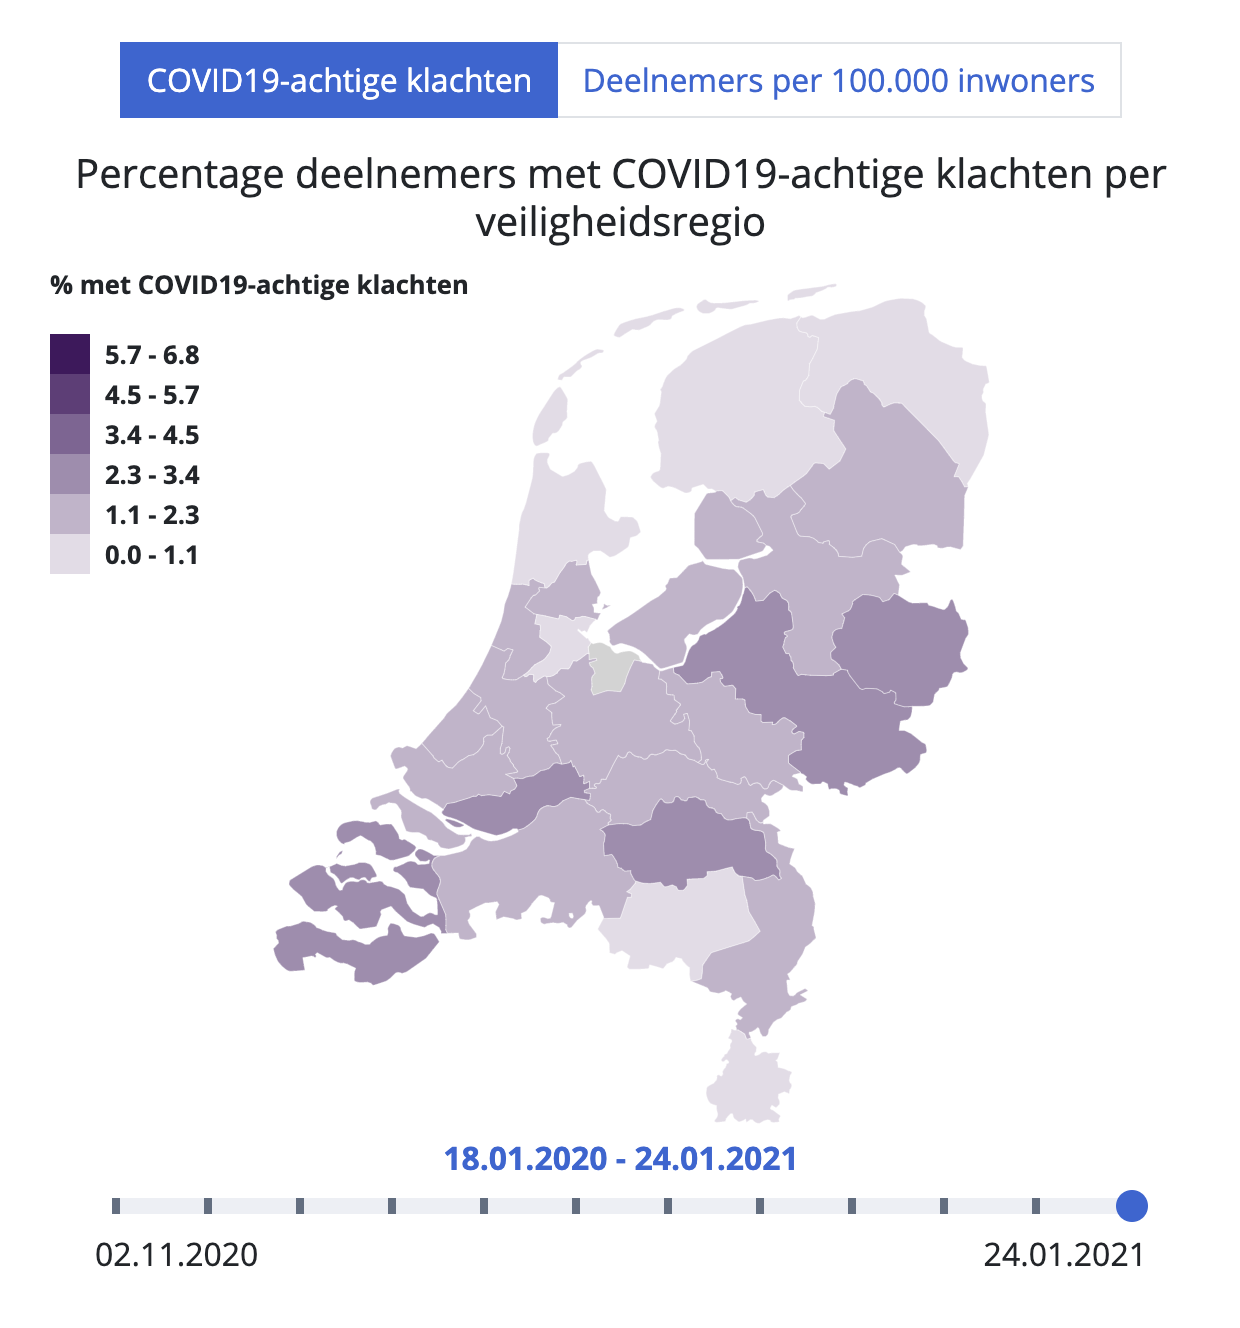 COVID19-achtige klachten
Deelnemers per 100.000 inwoners
Percentage deelnemers met COVID19-achtige klachten per
veiligheidsregio
% met COVID19-achtige klachten
5.7 - 6.8
4.5 - 5.7
3.4 - 4.5
2.3 - 3.4
1.1 - 2.3
0.0 - 1.1
18.01.2020 - 24.01.2021
02.11.2020
24.01.2021